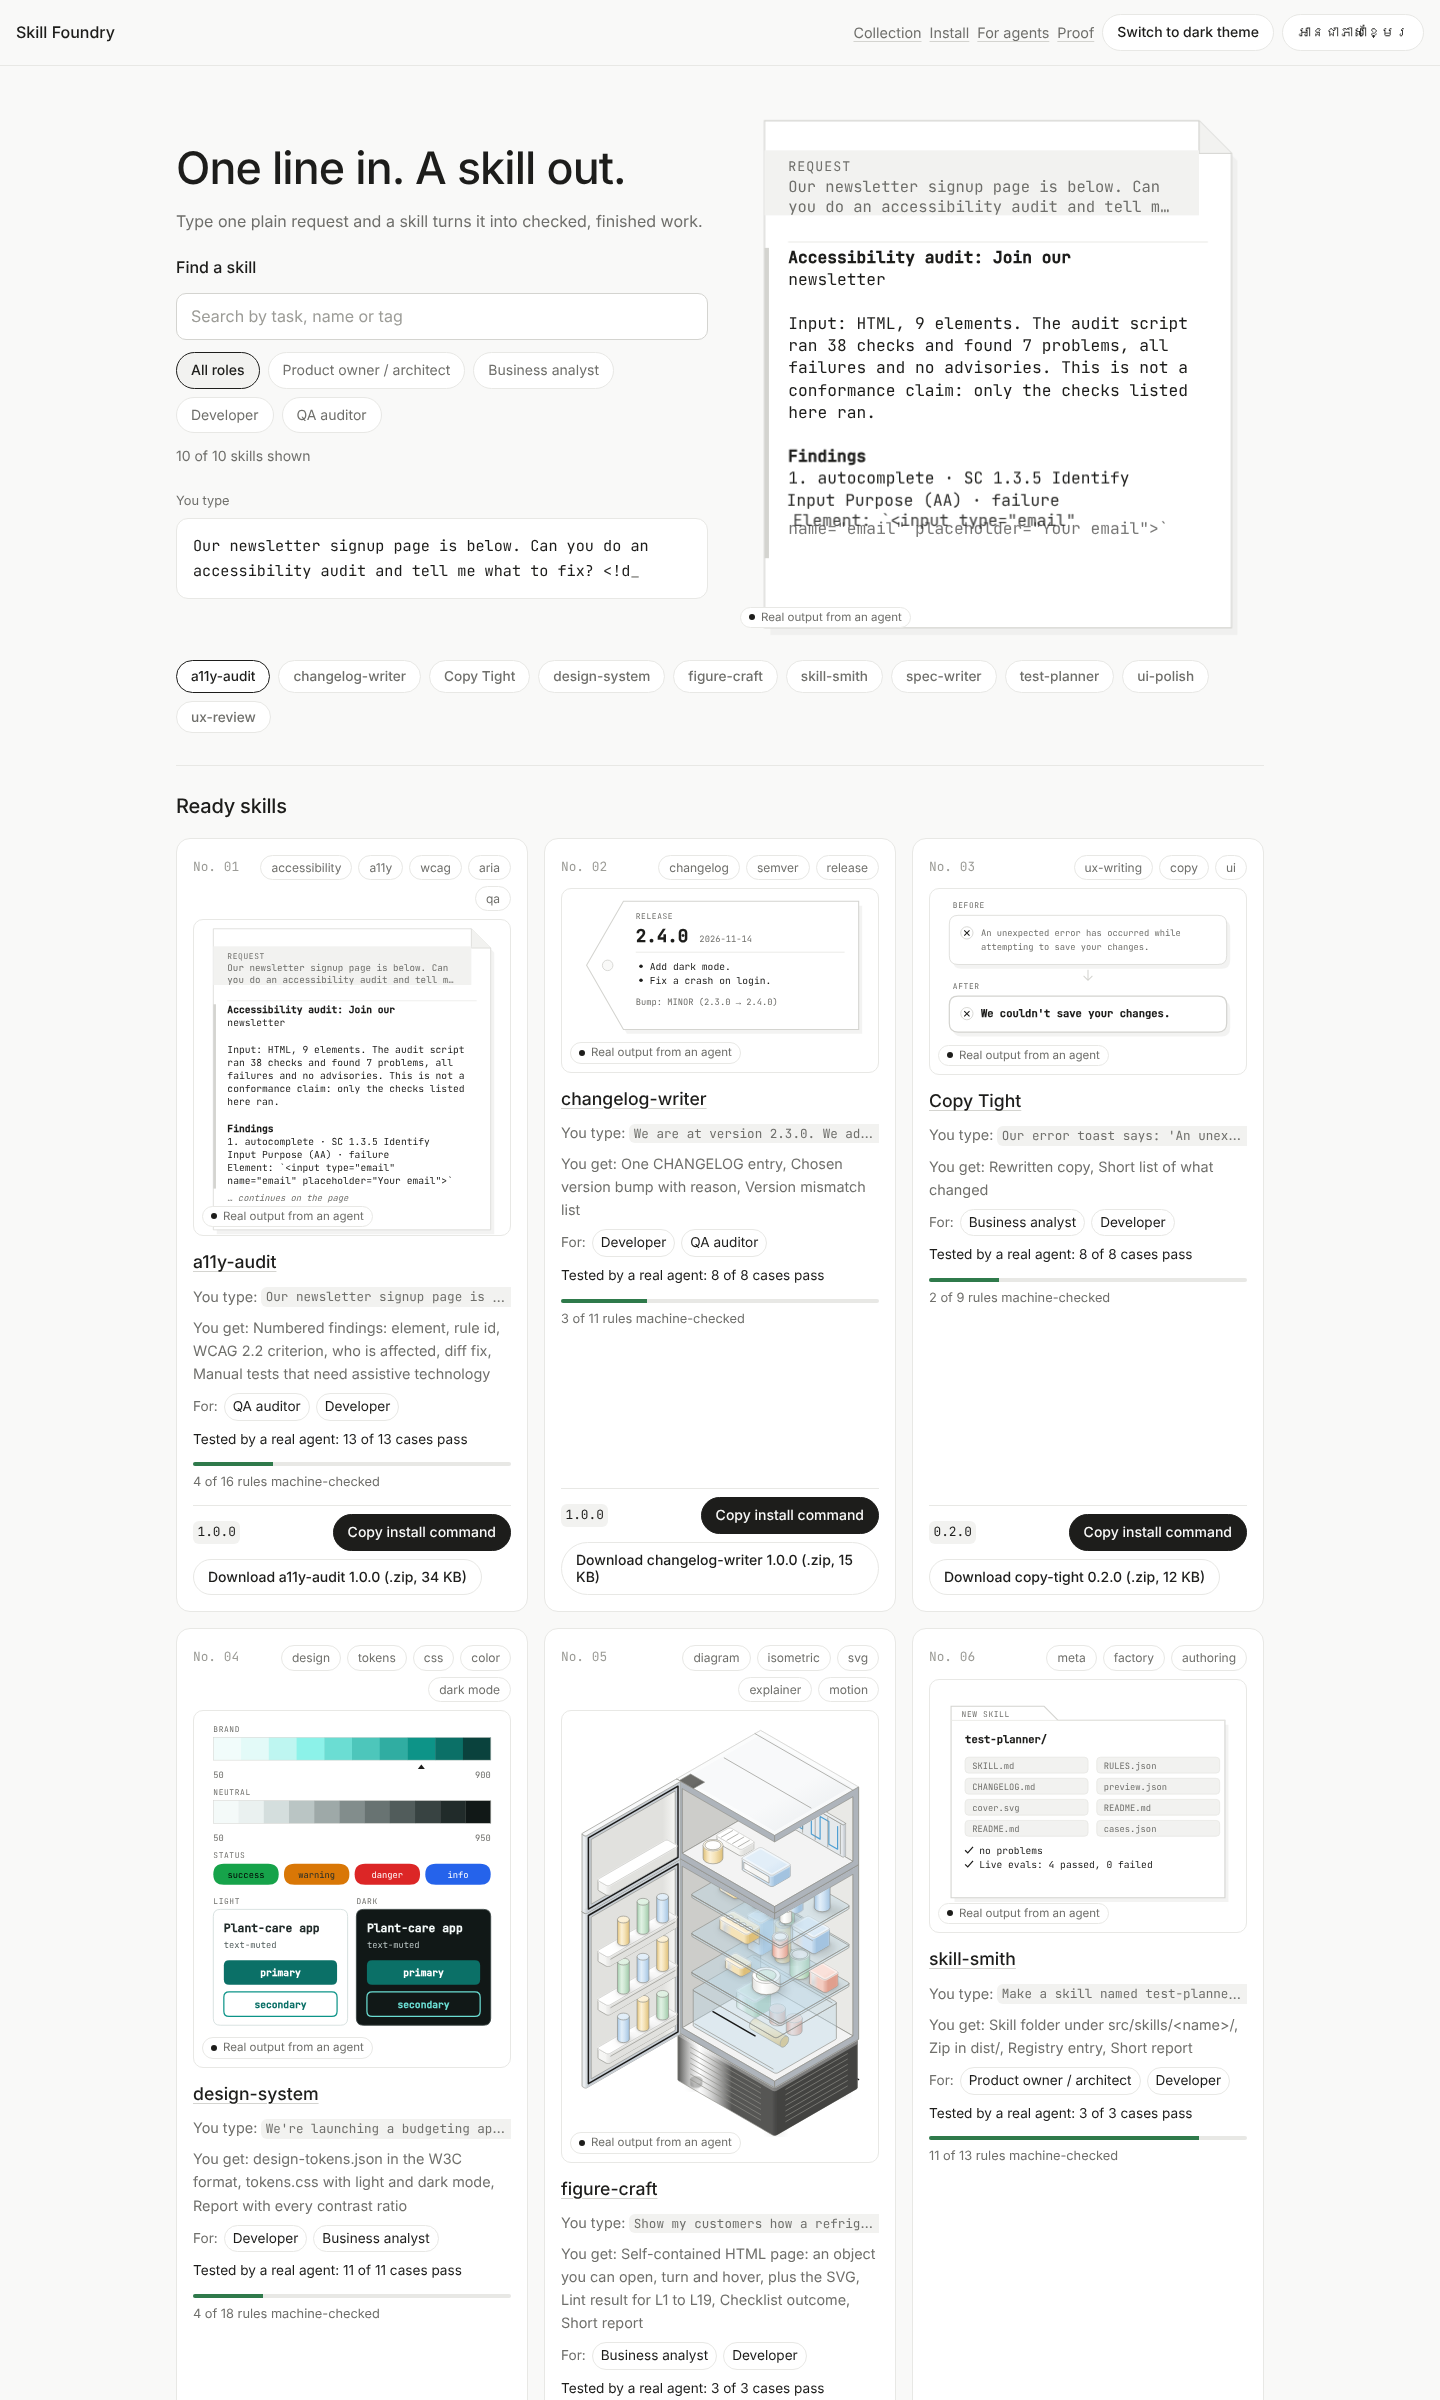 Skill Foundry
Collection Install For agents Proof Switch to dark theme អានជាភាសាខ្មែរ
One line in. A skill out.
Type one plain request and a skill turns it into checked, finished work.
Find a skill
Search by task, name or tag
All roles Product owner / architect Business analyst
Developer QA auditor
10 of 10 skills shown
You type
Our newsletter signup page is below. Can you do an
accessibility audit and tell me what to fix? <!d_
REQUEST
Our newsletter signup page is below. Can
you do an accessibility audit and tell m…
Accessibility audit: Join our
newsletter
Input: HTML, 9 elements. The audit script
ran 38 checks and found 7 problems, all
failures and no advisories. This is not a
conformance claim: only the checks listed
here ran.
Findings
1. autocomplete · SC 1.3.5 Identify
Input Purpose (AA) · failure
Element: `<input type="email"
name="email" placeholder="Your email">`
Real output from an agent
a11y-audit changelog-writer Copy Tight design-system figure-craft skill-smith spec-writer test-planner ui-polish
ux-review
Ready skills
No. 01 accessibility a11y wcag aria
qa
REQUEST
Our newsletter signup page is below. Can
you do an accessibility audit and tell m…
Accessibility audit: Join our
newsletter
Input: HTML, 9 elements. The audit script
ran 38 checks and found 7 problems, all
failures and no advisories. This is not a
conformance claim: only the checks listed
here ran.
Findings
1. autocomplete · SC 1.3.5 Identify
Input Purpose (AA) · failure
Element: `<input type="email"
name="email" placeholder="Your email">`
… continues on the page
Real output from an agent
a11y-audit
You type: Our newsletter signup page is ...
You get: Numbered findings: element, rule id,
WCAG 2.2 criterion, who is affected, diff fix,
Manual tests that need assistive technology
For: QA auditor Developer
Tested by a real agent: 13 of 13 cases pass
4 of 16 rules machine-checked
1.0.0 Copy install command
Download a11y-audit 1.0.0 (.zip, 34 KB)
No. 02 changelog semver release
RELEASE
2.4.0 2026-11-14
• Add dark mode.
• Fix a crash on login.
Bump: MINOR (2.3.0 → 2.4.0)
Real output from an agent
changelog-writer
You type: We are at version 2.3.0. We ad...
You get: One CHANGELOG entry, Chosen
version bump with reason, Version mismatch
list
For: Developer QA auditor
Tested by a real agent: 8 of 8 cases pass
3 of 11 rules machine-checked
1.0.0 Copy install command
Download changelog-writer 1.0.0 (.zip, 15
KB)
No. 03 ux-writing copy ui
BEFORE
An unexpected error has occurred while
attempting to save your changes.
AFTER
We couldn't save your changes.
Real output from an agent
Copy Tight
You type: Our error toast says: 'An unex...
You get: Rewritten copy, Short list of what
changed
For: Business analyst Developer
Tested by a real agent: 8 of 8 cases pass
2 of 9 rules machine-checked
0.2.0 Copy install command
Download copy-tight 0.2.0 (.zip, 12 KB)
No. 04 design tokens css color
dark mode
BRAND
50 900
NEUTRAL
50 950
STATUS
success warning danger info
LIGHT DARK
Plant-care app Plant-care app
text-muted text-muted
primary primary
secondary secondary
Real output from an agent
design-system
You type: We're launching a budgeting ap...
You get: design-tokens.json in the W3C
format, tokens.css with light and dark mode,
Report with every contrast ratio
For: Developer Business analyst
Tested by a real agent: 11 of 11 cases pass
4 of 18 rules machine-checked
No. 05 diagram isometric svg
explainer motion
Real output from an agent
figure-craft
You type: Show my customers how a refrig...
You get: Self-contained HTML page: an object
you can open, turn and hover, plus the SVG,
Lint result for L1 to L19, Checklist outcome,
Short report
For: Business analyst Developer
Tested by a real agent: 3 of 3 cases pass
No. 06 meta factory authoring
NEW SKILL
test-planner/
SKILL.md RULES.json
CHANGELOG.md preview.json
cover.svg README.md
README.md cases.json
✓ no problems
✓ Live evals: 4 passed, 0 failed
Real output from an agent
skill-smith
You type: Make a skill named test-planne...
You get: Skill folder under src/skills/<name>/,
Zip in dist/, Registry entry, Short report
For: Product owner / architect Developer
Tested by a real agent: 3 of 3 cases pass
11 of 13 rules machine-checked